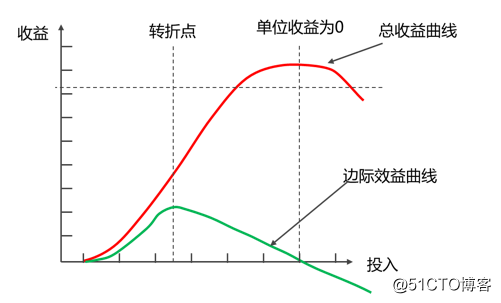 收益
转折点
单位收益为0
总收益曲线
边际效益曲线
投入
@51CTO博客